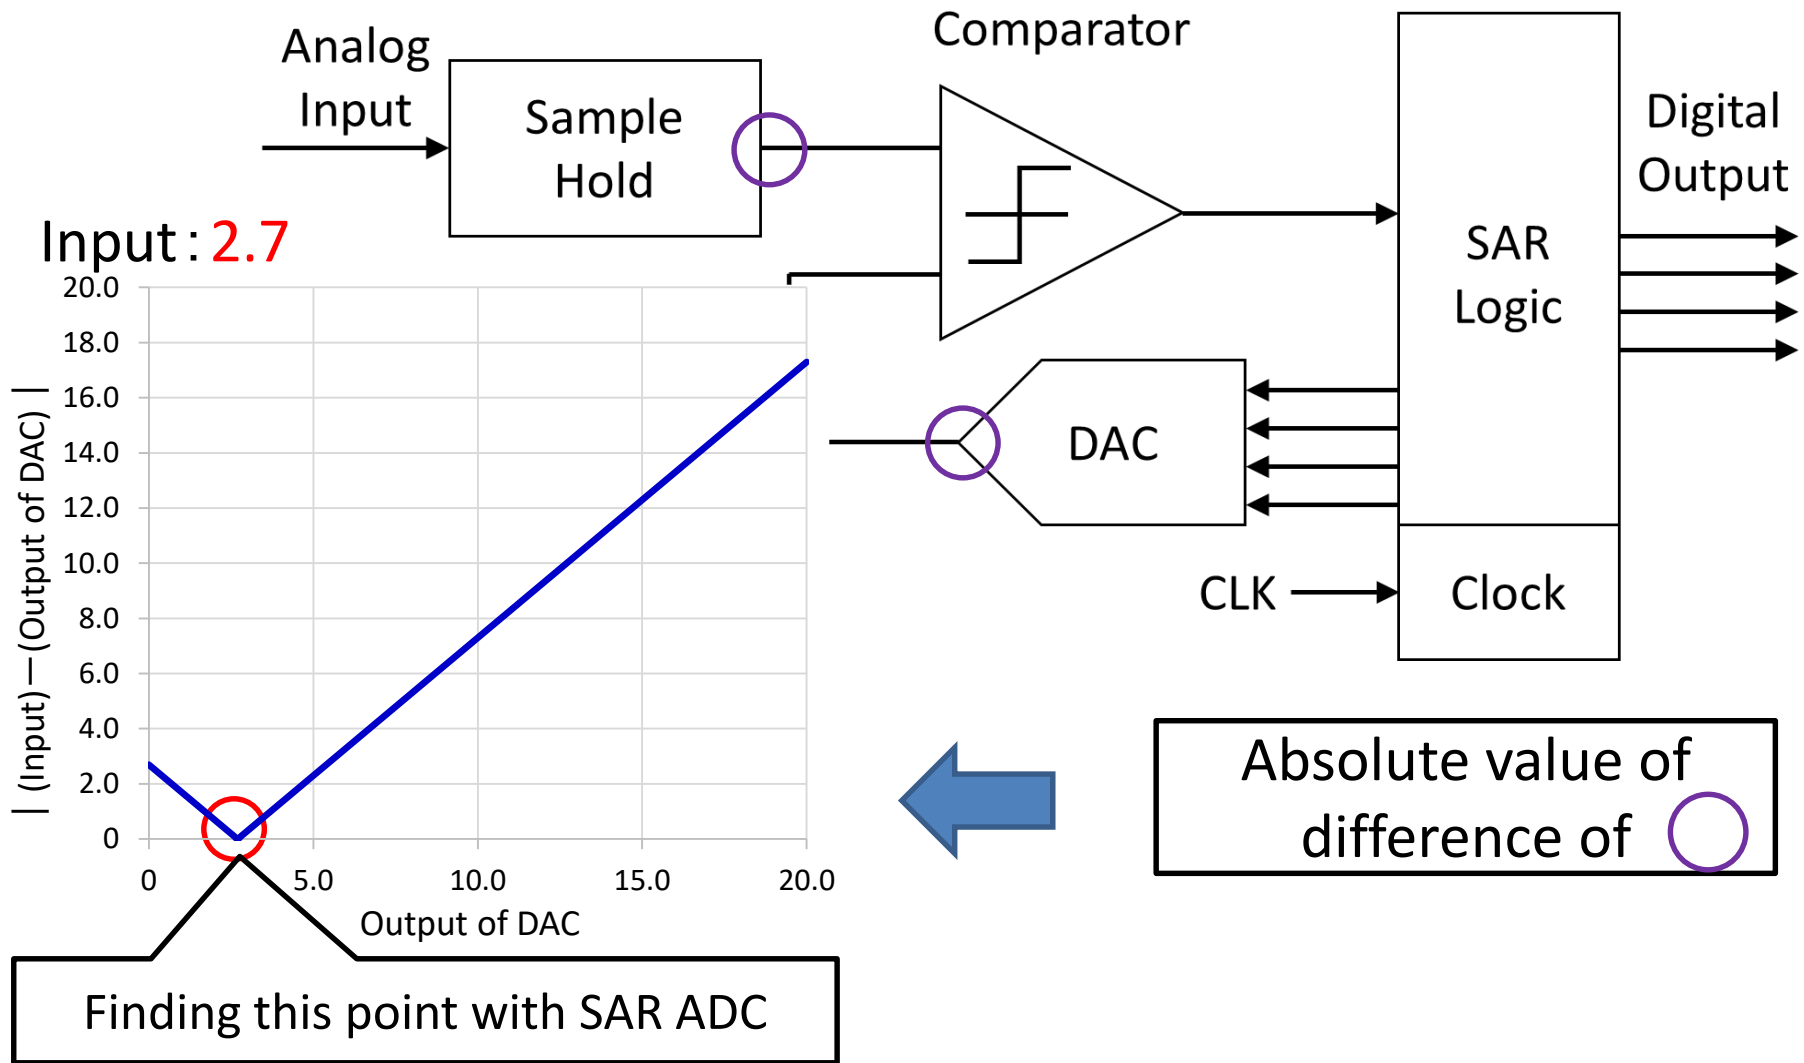 Analog
Input
Sample
Hold
Comparator
SAR
Logic
Digital
Output
DAC
CLK
Clock
Input : 2.7
| (Input)—(Output of DAC) |
20.0
18.0
16.0
14.0
12.0
10.0
8.0
6.0
4.0
2.0
0
0 5.0 10.0 15.0 20.0
Output of DAC
Absolute value of
difference of
Finding this point with SAR ADC